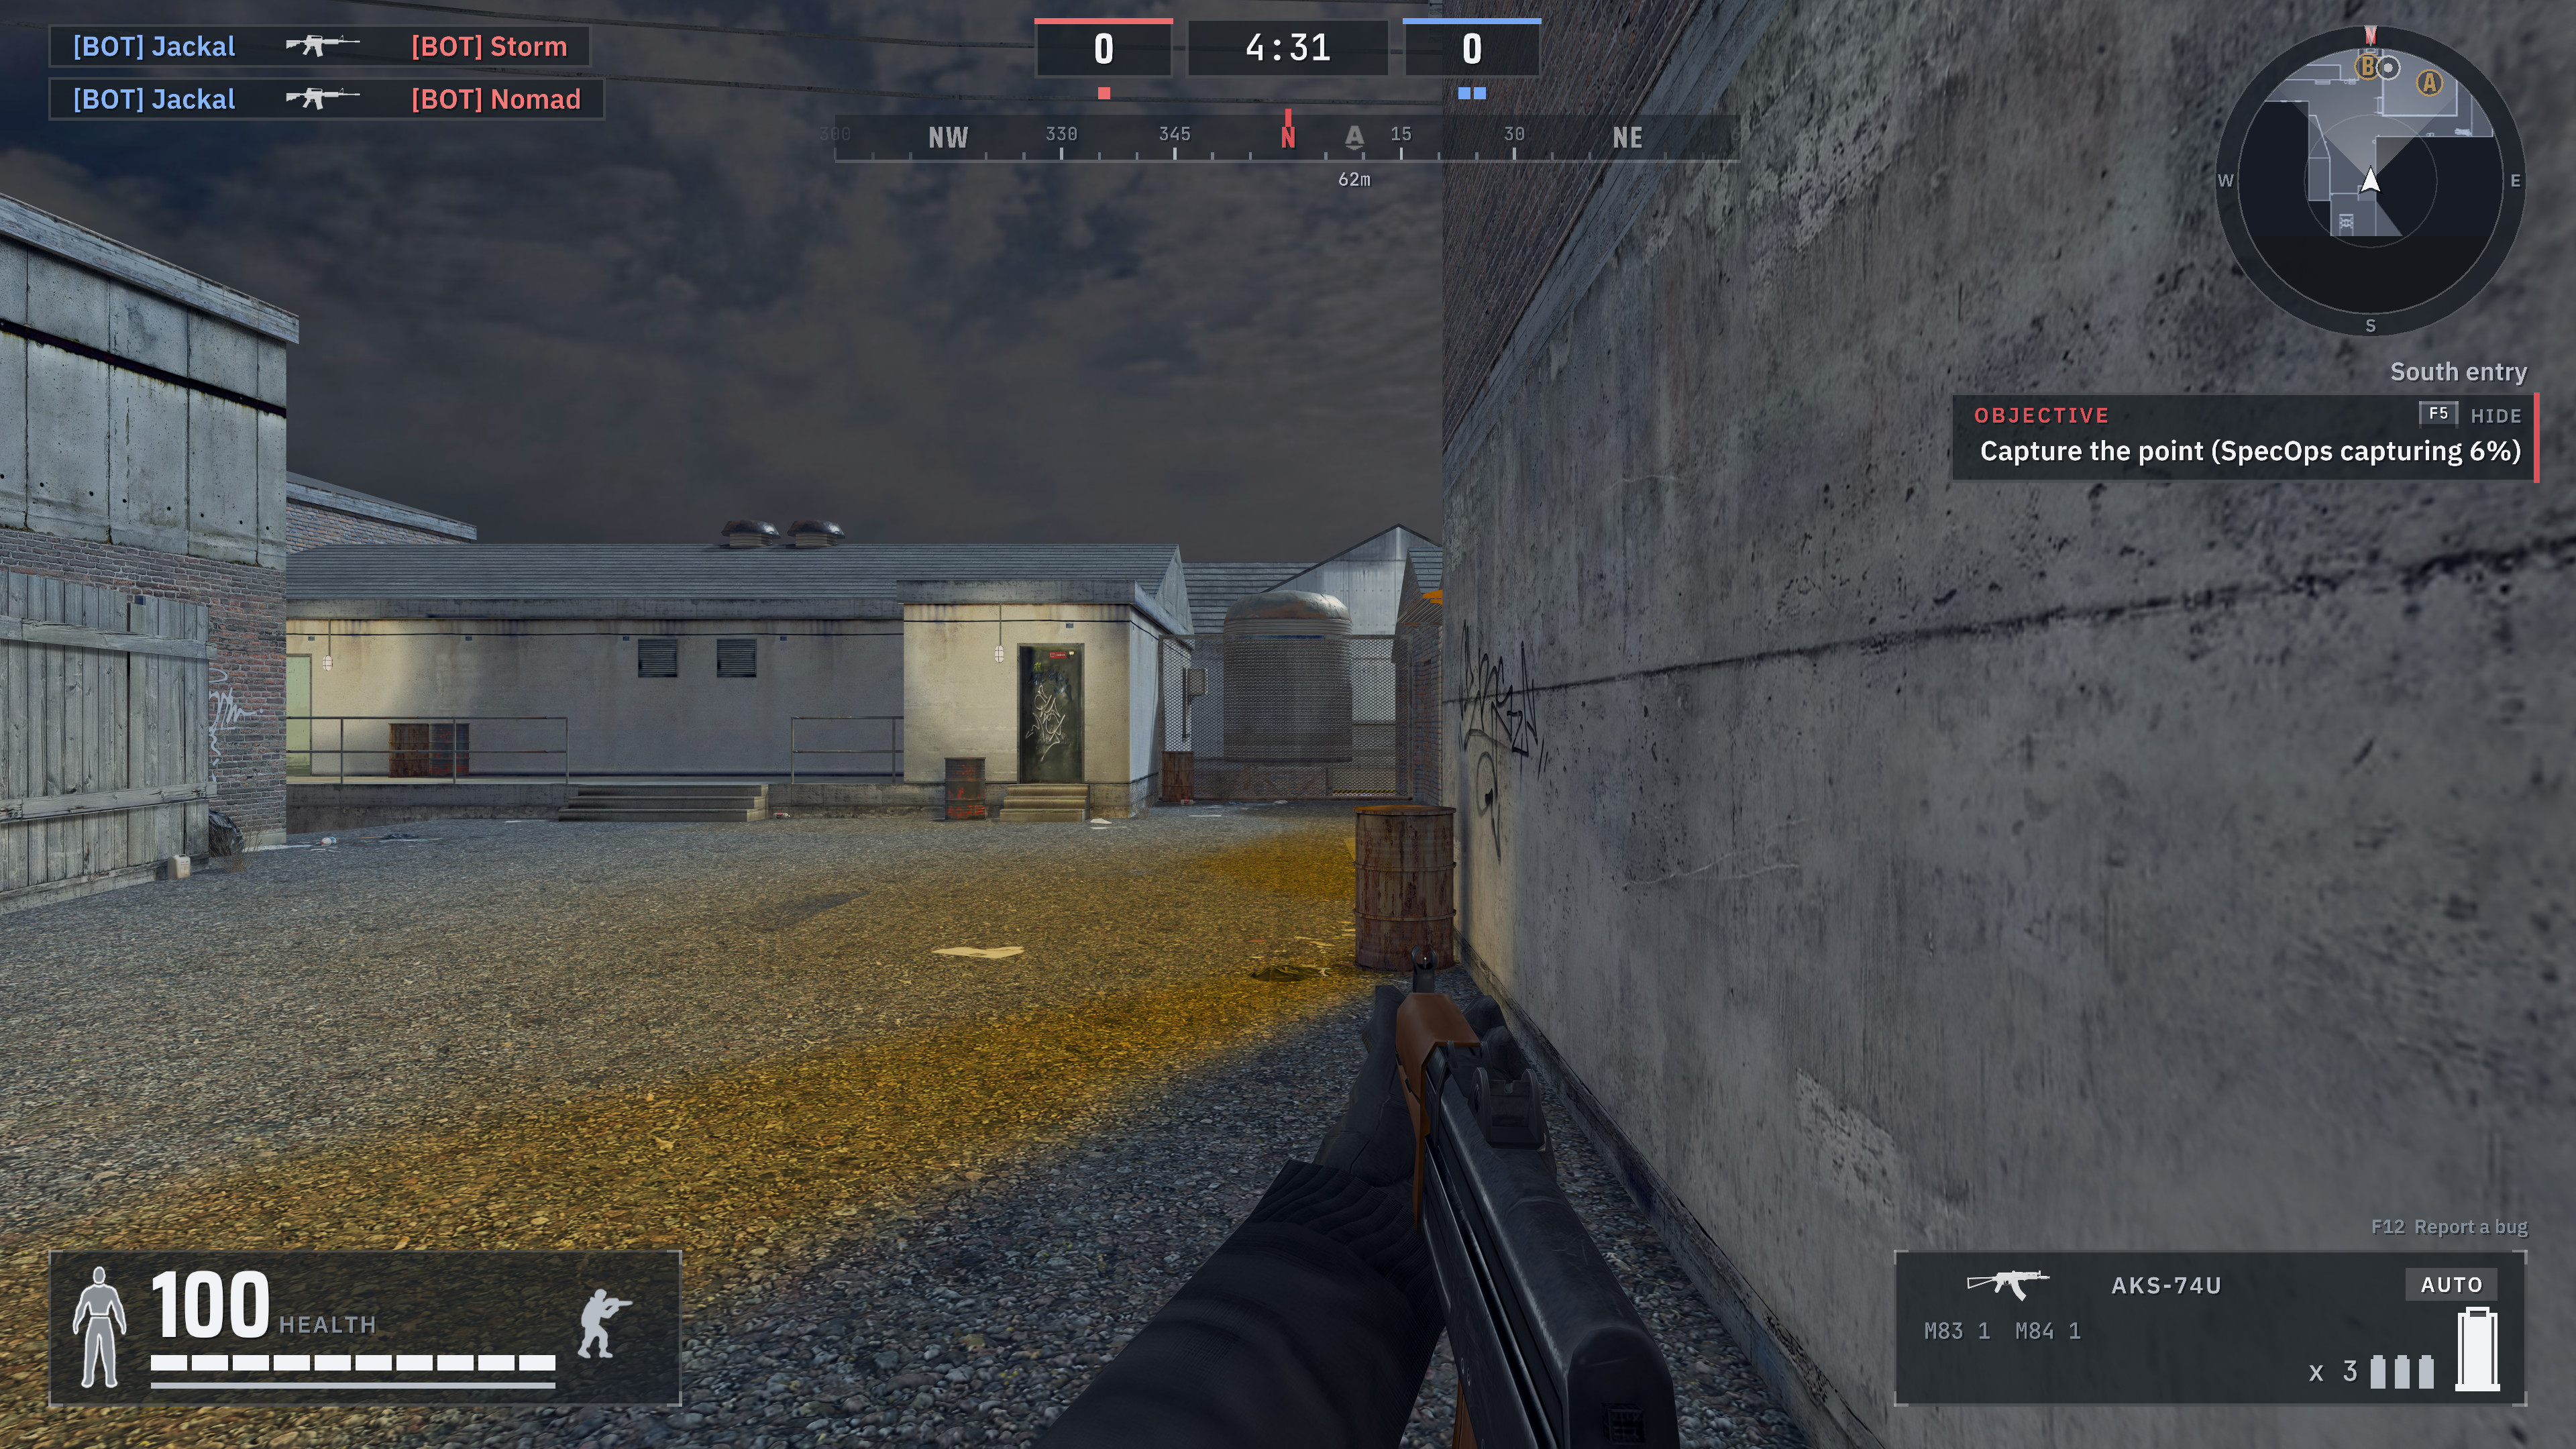 [BOT] Jackal [BOT] Storm
[BOT] Jackal [BOT] Nomad
0 4:31 0
300 NW 330 345 N A 15 30 NE
62m
N
B A
W E
S
South entry
OBJECTIVE F5 HIDE
Capture the point (SpecOps capturing 6%)
F12 Report a bug
100 HEALTH
AKS-74U AUTO
M83 1 M84 1
x 3